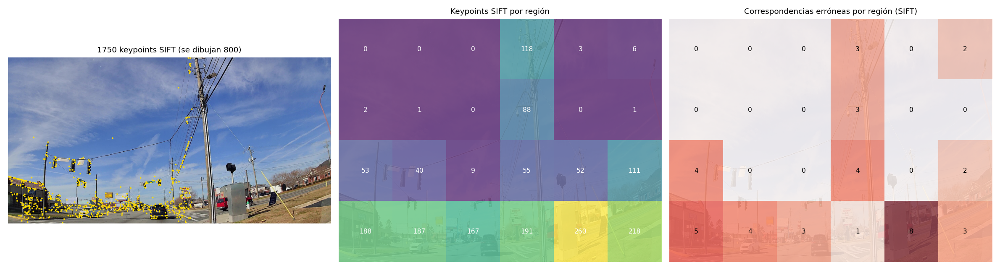 1750 keypoints SIFT (se dibujan 800)
Keypoints SIFT por región
0 0 0 118 3 6
2 1 0 88 0 1
53 40 9 55 52 111
188 187 167 191 260 218
Correspondencias erróneas por región (SIFT)
0 0 0 3 0 2
0 0 0 3 0 0
4 0 0 4 0 2
5 4 3 1 8 3